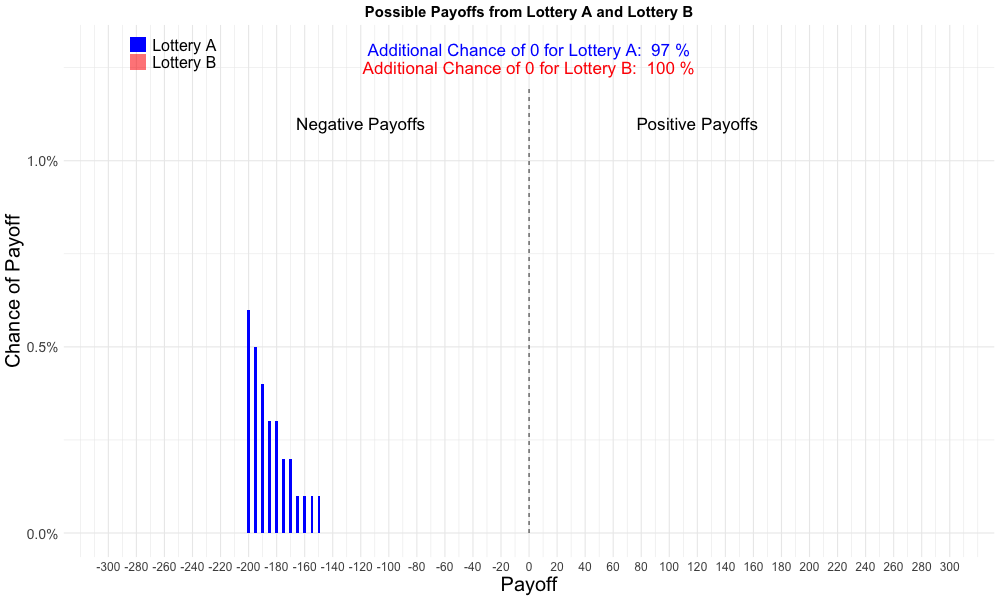 Possible Payoffs from Lottery A and Lottery B
Lottery A
Lottery B
Additional Chance of 0 for Lottery A:  97 %
Additional Chance of 0 for Lottery B:  100 %
Negative Payoffs
Positive Payoffs
Chance of Payoff
1.0%
0.5%
0.0%
-300 -280 -260 -240 -220 -200 -180 -160 -140 -120 -100 -80 -60 -40 -20 0 20 40 60 80 100 120 140 160 180 200 220 240 260 280 300
Payoff